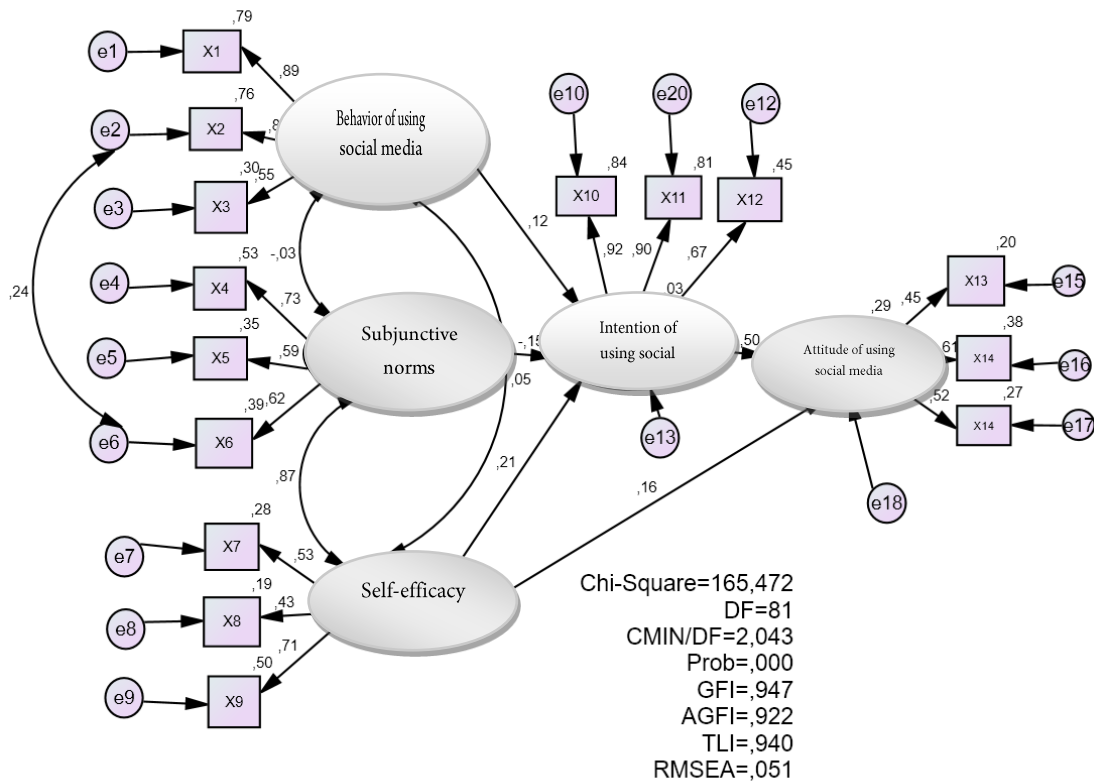 ,79
e1
X1
,89
,76
e2
X2
,30
,55
e3
X3
Behavior of using
social media
-,03
,24
,53
e4
X4
,73
,35
e5
X5
,59
,39
,62
e6
X6
Subjunctive
norms
,87
,05
,28
e7
X7
,53
,19
e8
X8
,43
,50
,71
e9
X9
Self-efficacy
,12
-,15
,21
,16
e10
e20
e12
,84
,81
,45
X10
X11
X12
,92
,90
,67
,03
Intention of
using social
e13
,50
,29
Attitude of using
social media
e18
,20
,45
X13
e15
,38
,61
X14
e16
,27
,52
X14
e17
Chi-Square=165,472
DF=81
CMIN/DF=2,043
Prob=,000
GFI=,947
AGFI=,922
TLI=,940
RMSEA=,051